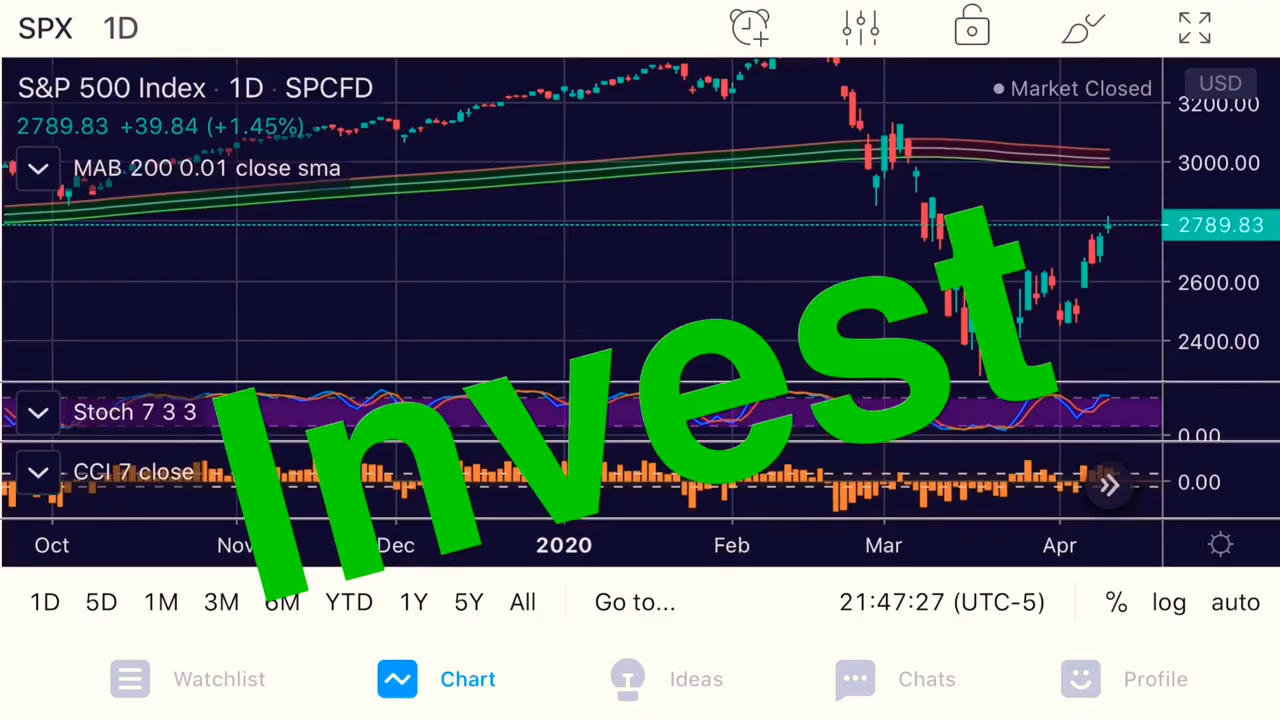 SPX 1D
S&P 500 Index · 1D · SPCFD
Market Closed
USD
2789.83 +39.84 (+1.45%)
MAB 200 0.01 close sma
3200.00
3000.00
2789.83
2600.00
2400.00
Invest
Stoch 7 3 3
0.00
CCI 7 close
0.00
Oct Nov Dec 2020 Feb Mar Apr
1D 5D 1M 3M 6M YTD 1Y 5Y All Go to... 21:47:27 (UTC-5) % log auto
Watchlist Chart Ideas Chats Profile